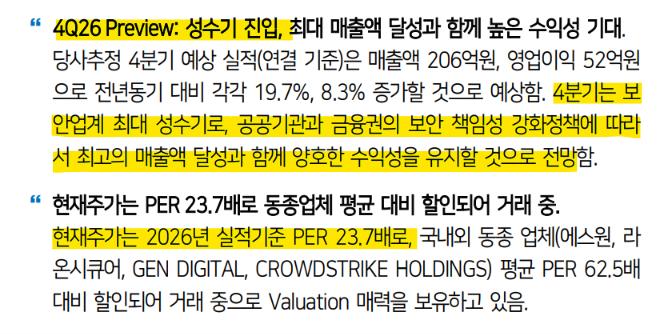 “ 4Q26 Preview: 성수기 진입, 최대 매출액 달성과 함께 높은 수익성 기대.
당사추정 4분기 예상 실적(연결 기준)은 매출액 206억원, 영업이익 52억원
으로 전년동기 대비 각각 19.7%, 8.3% 증가할 것으로 예상함. 4분기는 보
안업계 최대 성수기로, 공공기관과 금융권의 보안 책임성 강화정책에 따라
서 최고의 매출액 달성과 함께 양호한 수익성을 유지할 것으로 전망함.
“ 현재주가는 PER 23.7배로 동종업체 평균 대비 할인되어 거래 중.
현재주가는 2026년 실적기준 PER 23.7배로, 국내외 동종 업체(에스원, 라
온시큐어, GEN DIGITAL, CROWDSTRIKE HOLDINGS) 평균 PER 62.5배
대비 할인되어 거래 중으로 Valuation 매력을 보유하고 있음.